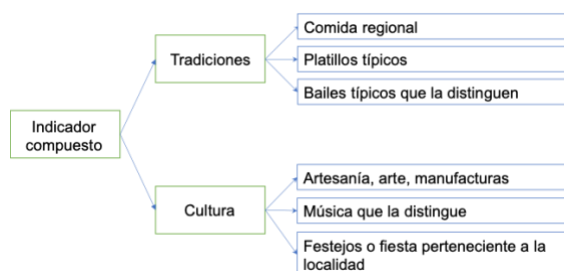 Indicador
compuesto
Tradiciones
Comida regional
Platillos típicos
Bailes típicos que la distinguen
Cultura
Artesanía, arte, manufacturas
Música que la distingue
Festejos o fiesta perteneciente a la
localidad